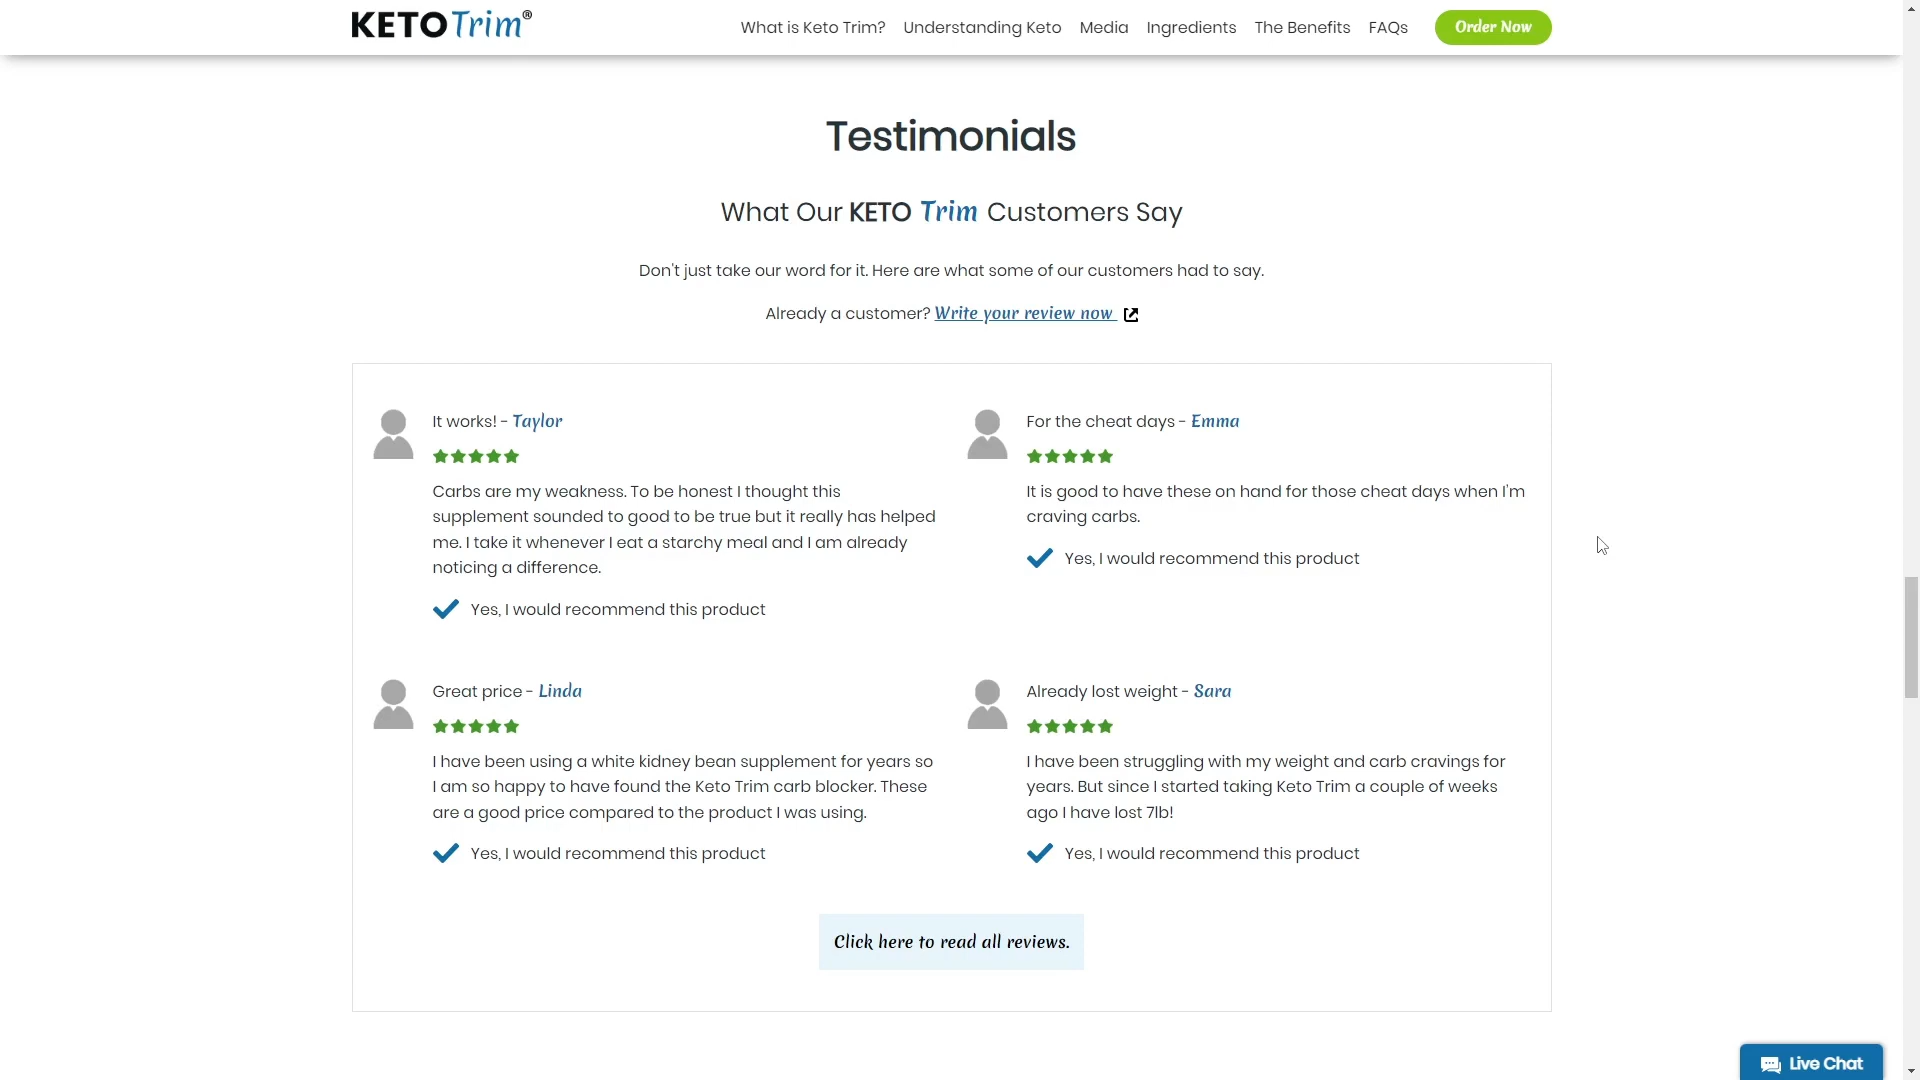 KETO Trim®
What is Keto Trim? Understanding Keto Media Ingredients The Benefits FAQs Order Now
Testimonials
What Our KETO Trim Customers Say
Don't just take our word for it. Here are what some of our customers had to say.
Already a customer? Write your review now
It works! - Taylor
Carbs are my weakness. To be honest I thought this
supplement sounded to good to be true but it really has helped
me. I take it whenever I eat a starchy meal and I am already
noticing a difference.
Yes, I would recommend this product
For the cheat days - Emma
It is good to have these on hand for those cheat days when I'm
craving carbs.
Yes, I would recommend this product
Great price - Linda
I have been using a white kidney bean supplement for years so
I am so happy to have found the Keto Trim carb blocker. These
are a good price compared to the product I was using.
Yes, I would recommend this product
Already lost weight - Sara
I have been struggling with my weight and carb cravings for
years. But since I started taking Keto Trim a couple of weeks
ago I have lost 7lb!
Yes, I would recommend this product
Click here to read all reviews.
Live Chat